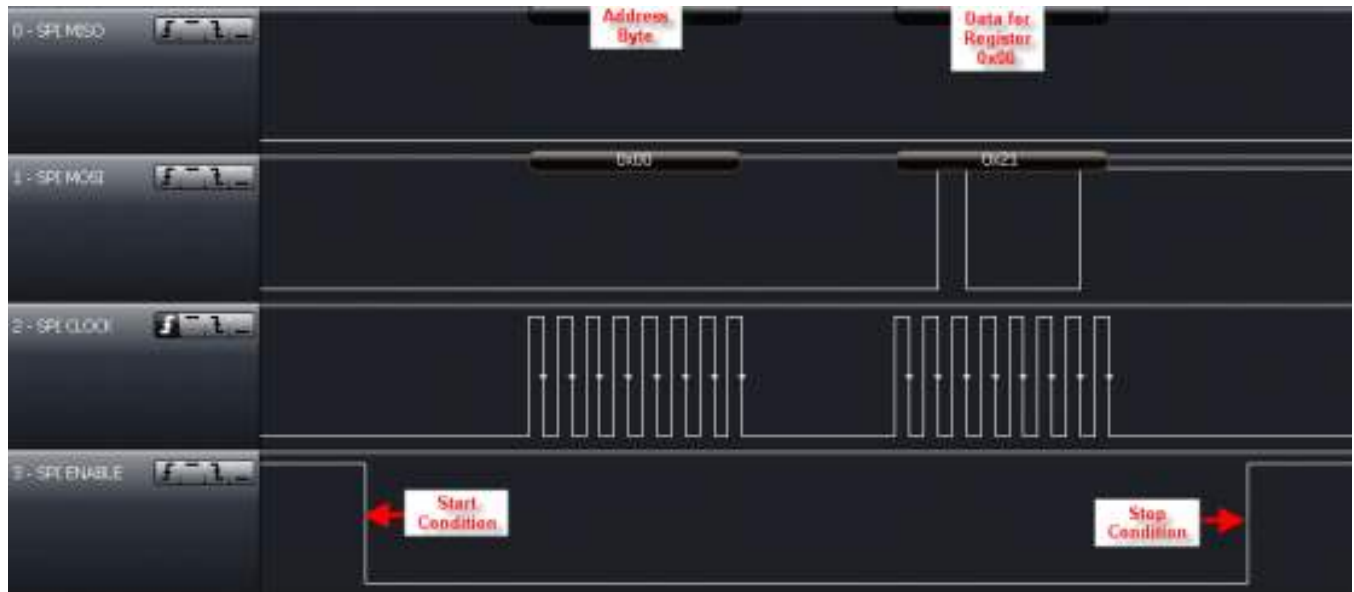 0 - SPI MISO
Address
Byte
Data for
Register
0x00
1 - SPI MOSI
0x00
0x21
2 - SPI CLOCK
3 - SPI ENABLE
Start
Condition
Stop
Condition